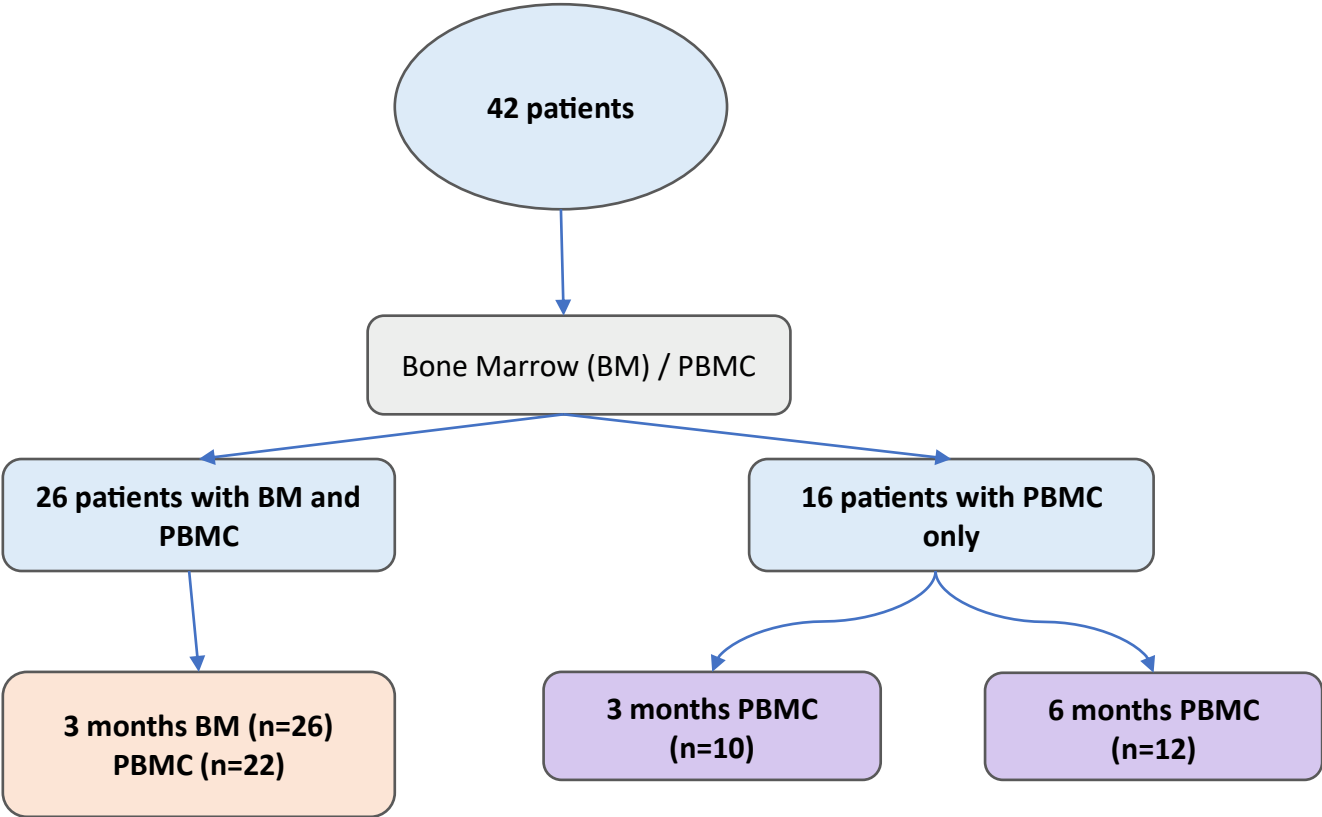 42 patients
Bone Marrow (BM) / PBMC
26 patients with BM and
PBMC
16 patients with PBMC
only
3 months BM (n=26)
PBMC (n=22)
3 months PBMC
(n=10)
6 months PBMC
(n=12)